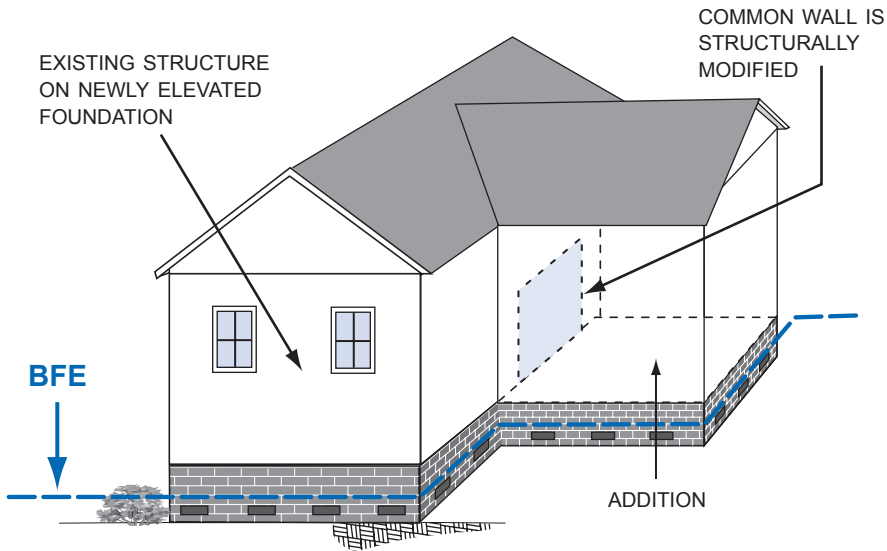 EXISTING STRUCTURE
ON NEWLY ELEVATED
FOUNDATION
COMMON WALL IS
STRUCTURALLY
MODIFIED
BFE
ADDITION